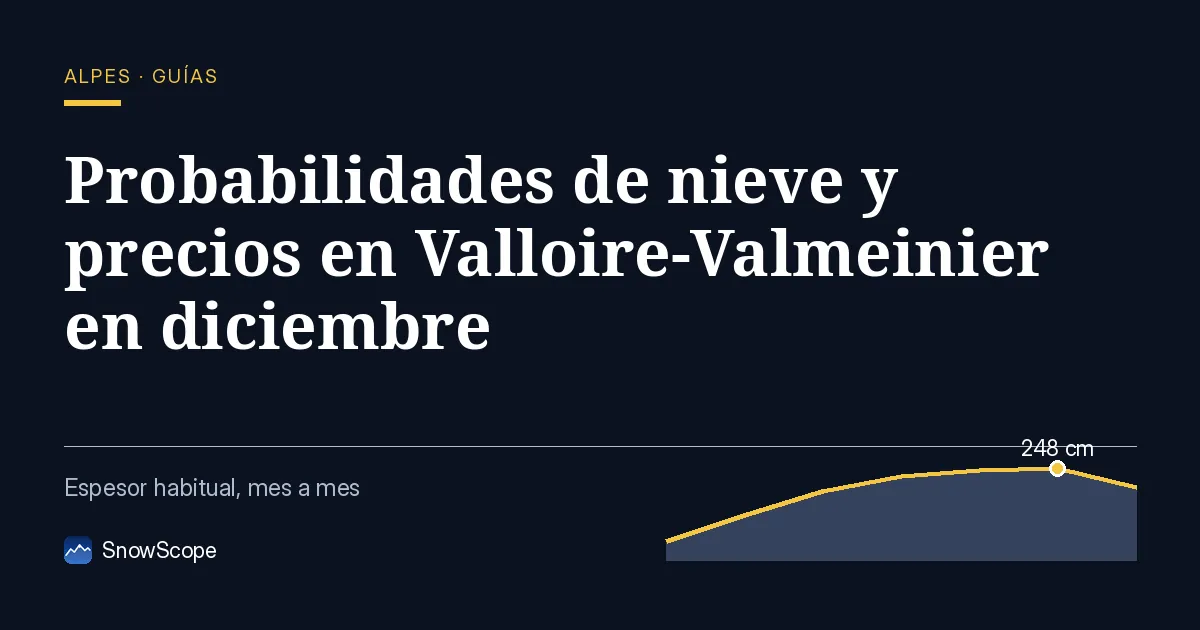 ALPES · GUÍAS
Probabilidades de nieve y
precios en Valloire-Valmeinier
en diciembre
248 cm
Espesor habitual, mes a mes
SnowScope